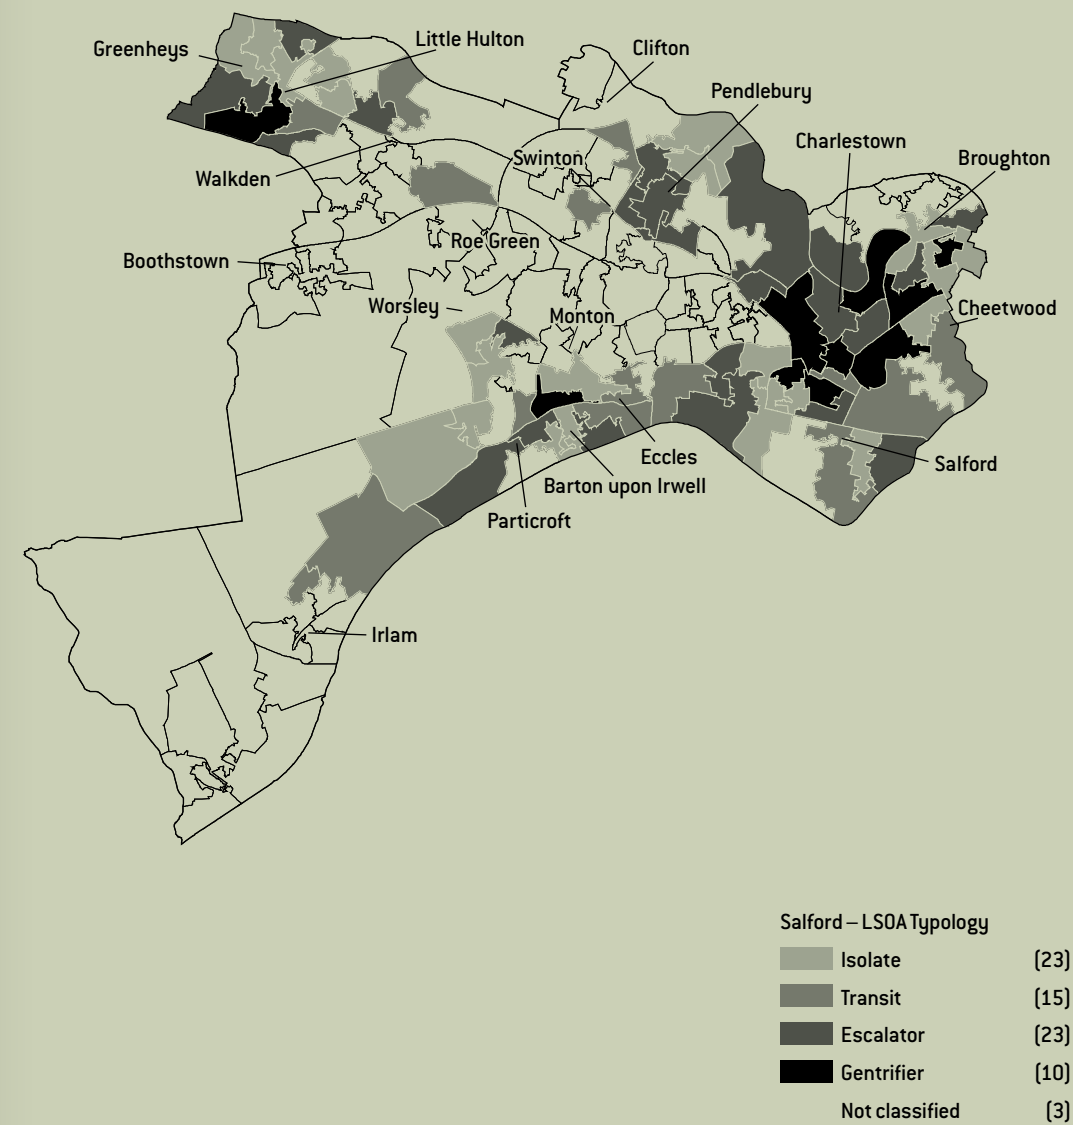 Greenheys
Little Hulton
Clifton
Pendlebury
Charlestown
Broughton
Swinton
Walkden
Roe Green
Boothstown
Worsley
Monton
Cheetwood
Eccles
Salford
Barton upon Irwell
Particroft
Irlam
Salford – LSOA Typology
Isolate (23)
Transit (15)
Escalator (23)
Gentrifier (10)
Not classified (3)